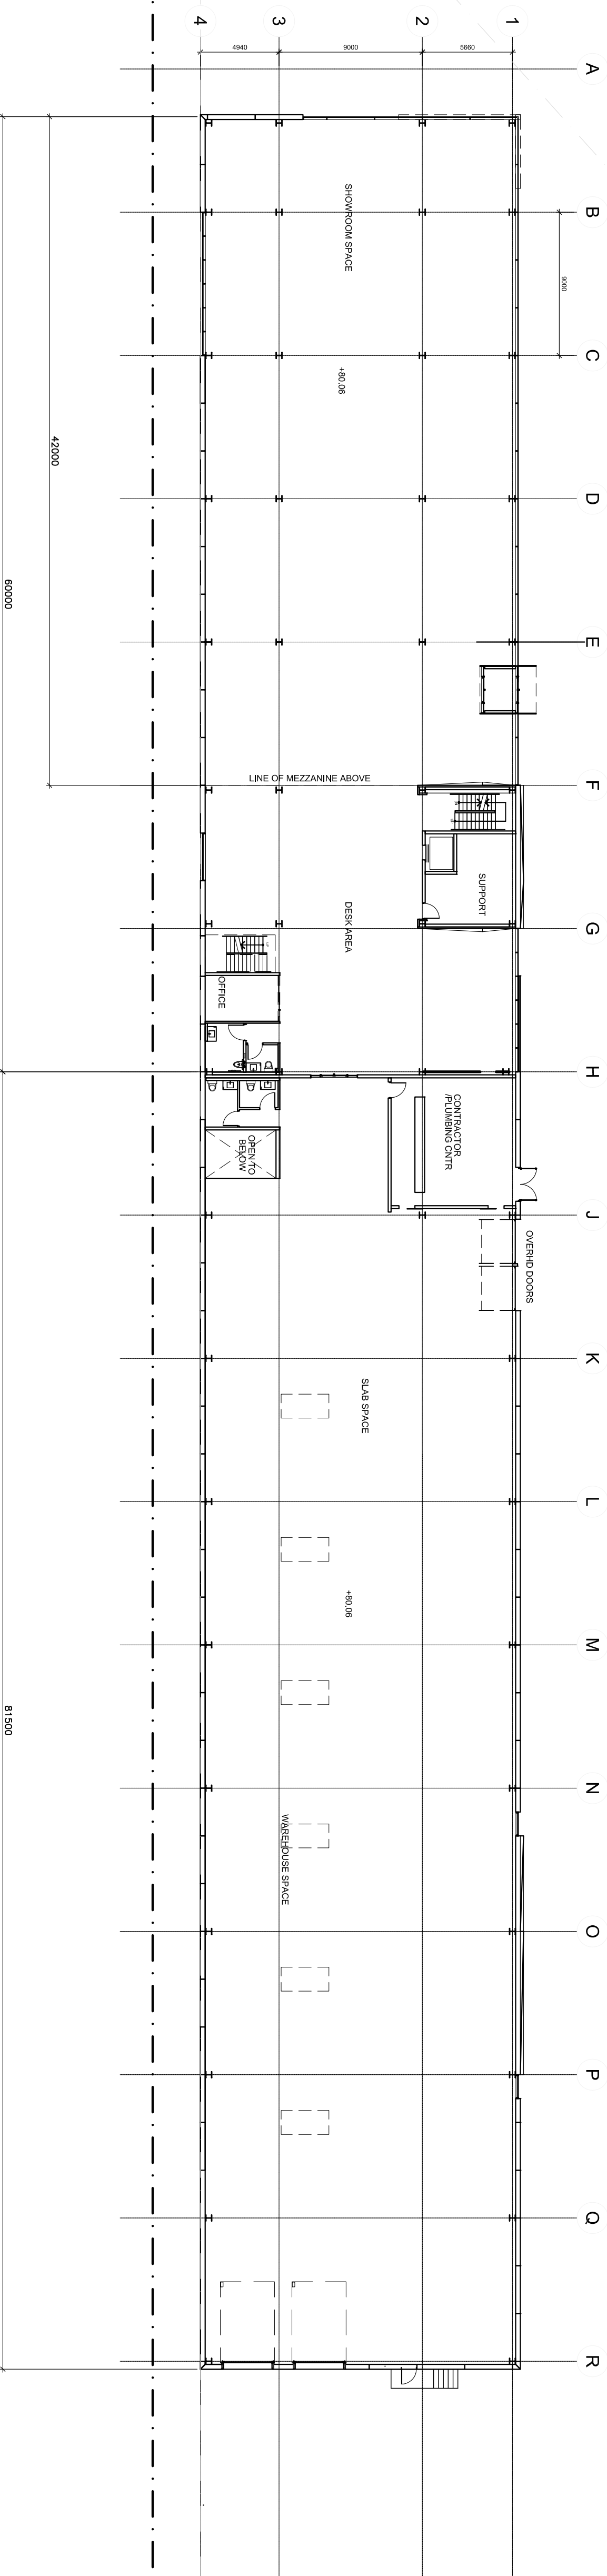 4
3
2
1
4940
9000
5660
A
B
C
D
E
F
G
H
J
K
L
M
N
O
P
Q
R
9000
SHOWROOM SPACE
+80.06
42000
60000
LINE OF MEZZANINE ABOVE
SUPPORT
DESK AREA
OFFICE
CONTRACTOR
/PLUMBING CNTR
OPEN TO
BELOW
OVERHD DOORS
SLAB SPACE
+80.06
WAREHOUSE SPACE
81500